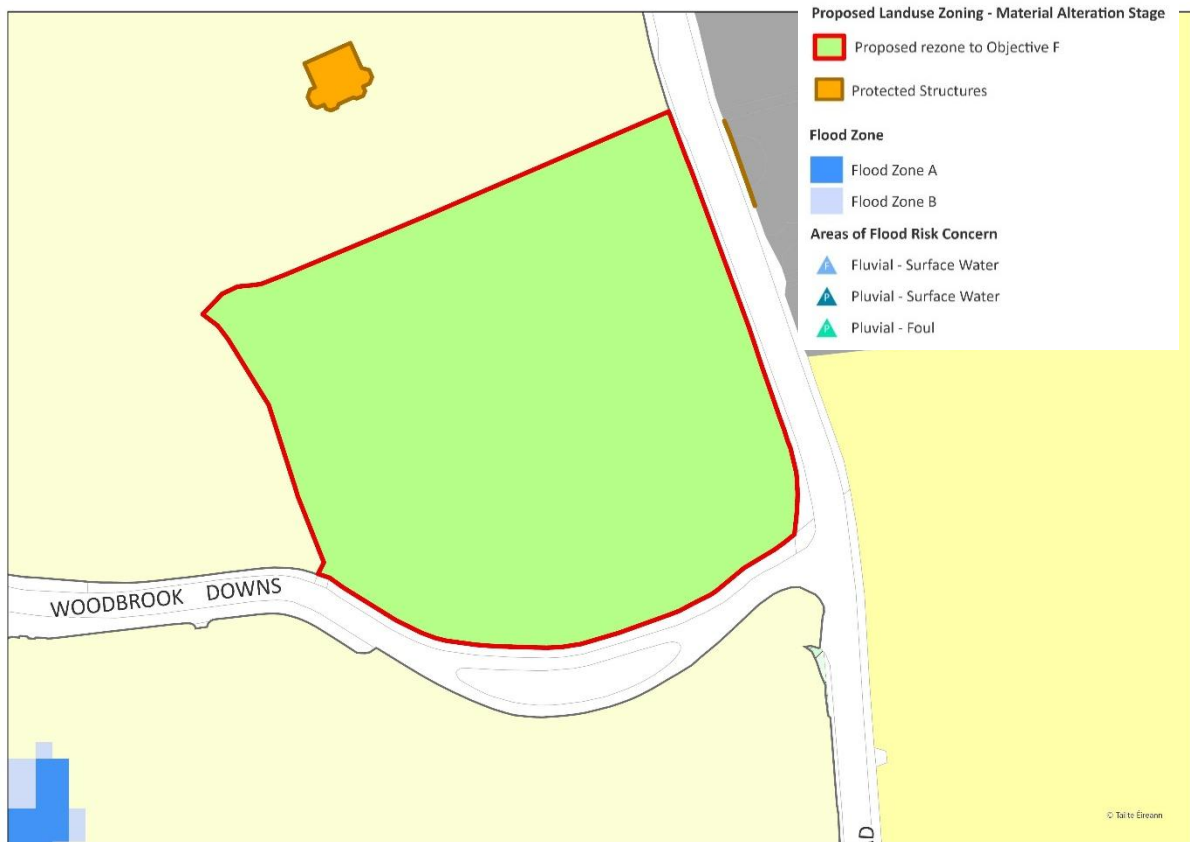 Proposed Landuse Zoning - Material Alteration Stage
Proposed rezone to Objective F
Protected Structures
Flood Zone
Flood Zone A
Flood Zone B
Areas of Flood Risk Concern
F Fluvial - Surface Water
P Pluvial - Surface Water
P Pluvial - Foul
WOODBROOK DOWNS
© Tailte Éireann